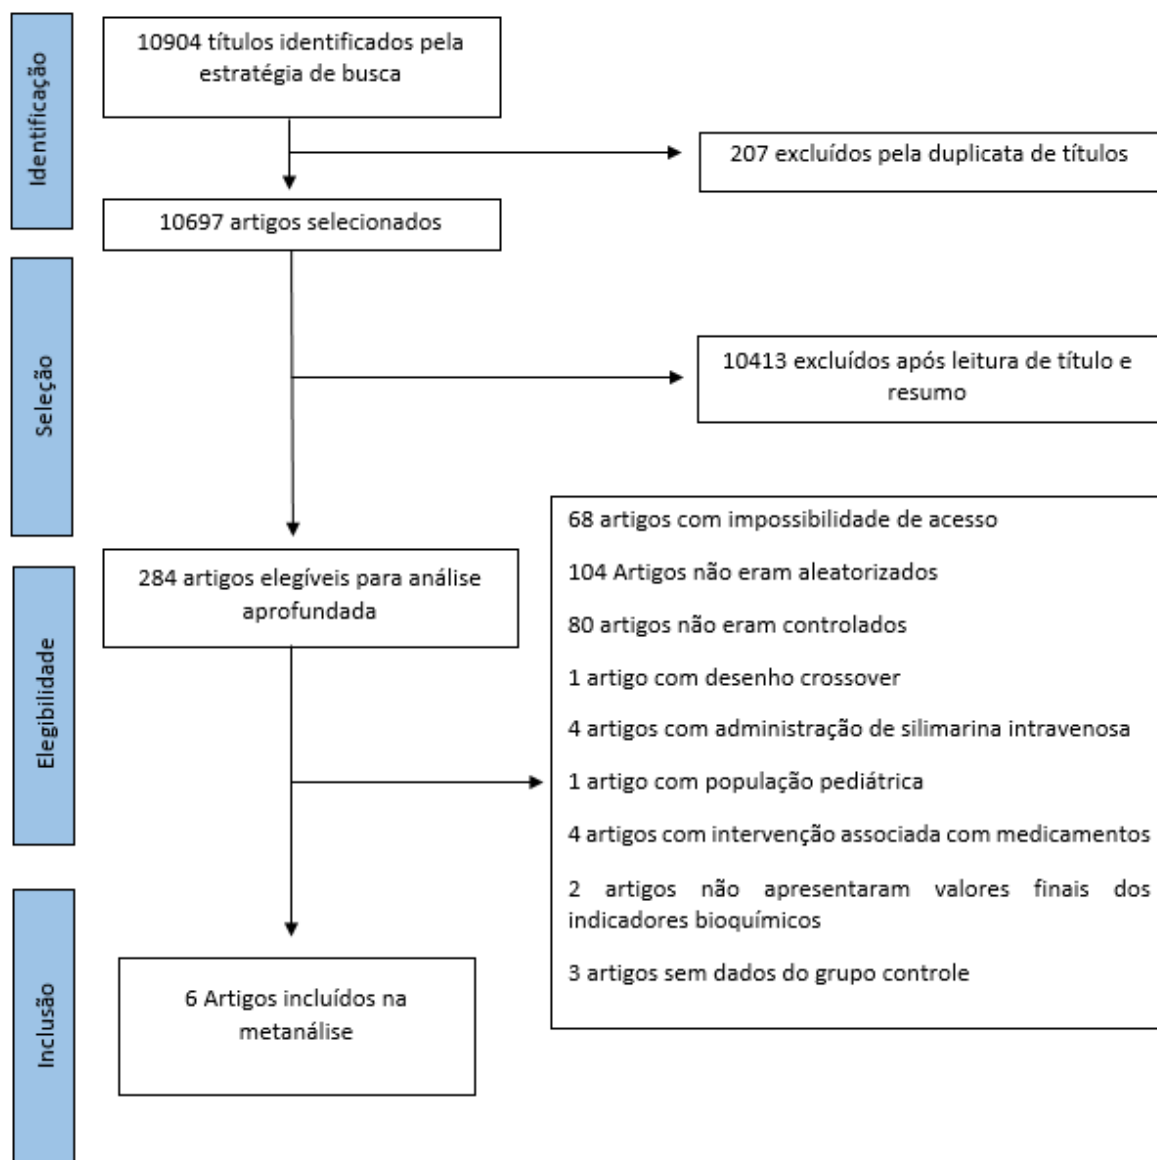 Identificação
10904 títulos identificados pela
estratégia de busca
207 excluídos pela duplicata de títulos
10697 artigos selecionados
Seleção
10413 excluídos após leitura de título e
resumo
Elegibilidade
284 artigos elegíveis para análise
aprofundada
68 artigos com impossibilidade de acesso
104 Artigos não eram aleatorizados
80 artigos não eram controlados
1 artigo com desenho crossover
4 artigos com administração de silimarina intravenosa
1 artigo com população pediátrica
4 artigos com intervenção associada com medicamentos
2 artigos não apresentaram valores finais dos
indicadores bioquímicos
3 artigos sem dados do grupo controle
Inclusão
6 Artigos incluídos na
metanálise